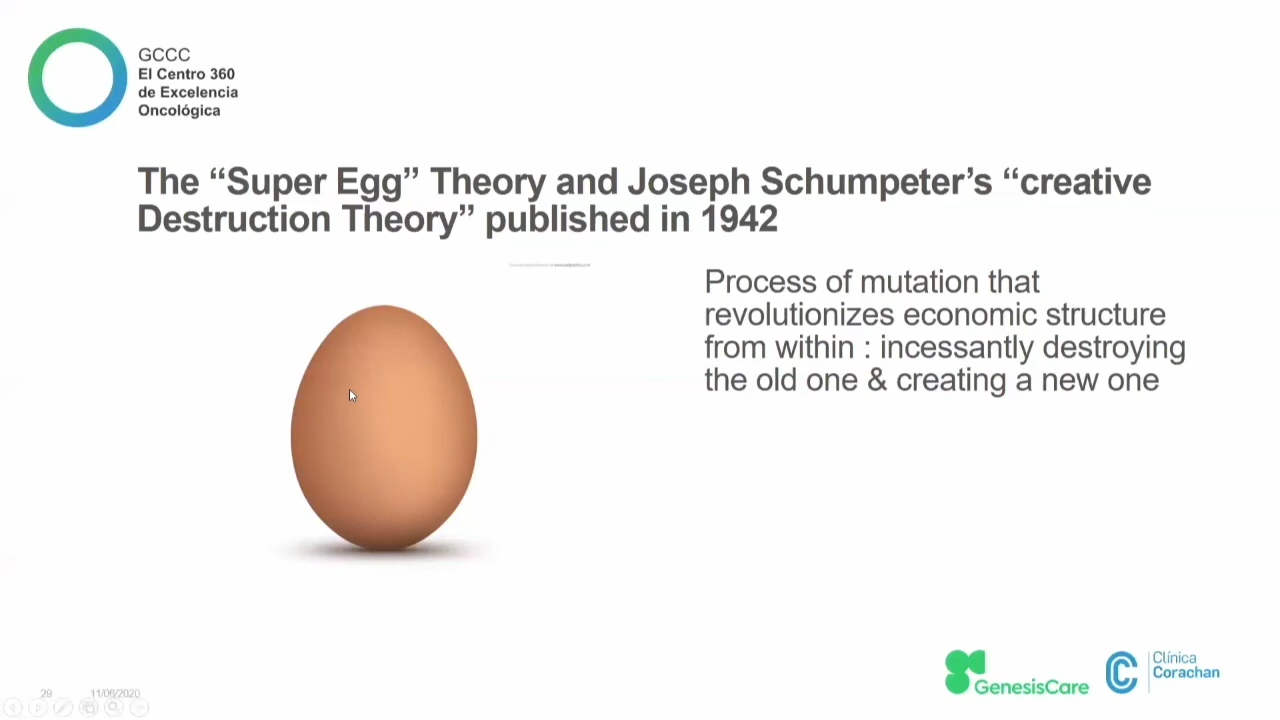 GCCC
El Centro 360
de Excelencia
Oncológica
The “Super Egg” Theory and Joseph Schumpeter’s “creative
Destruction Theory” published in 1942
Process of mutation that
revolutionizes economic structure
from within : incessantly destroying
the old one & creating a new one
GenesisCare
Clínica
Corachan
29
11/06/2020